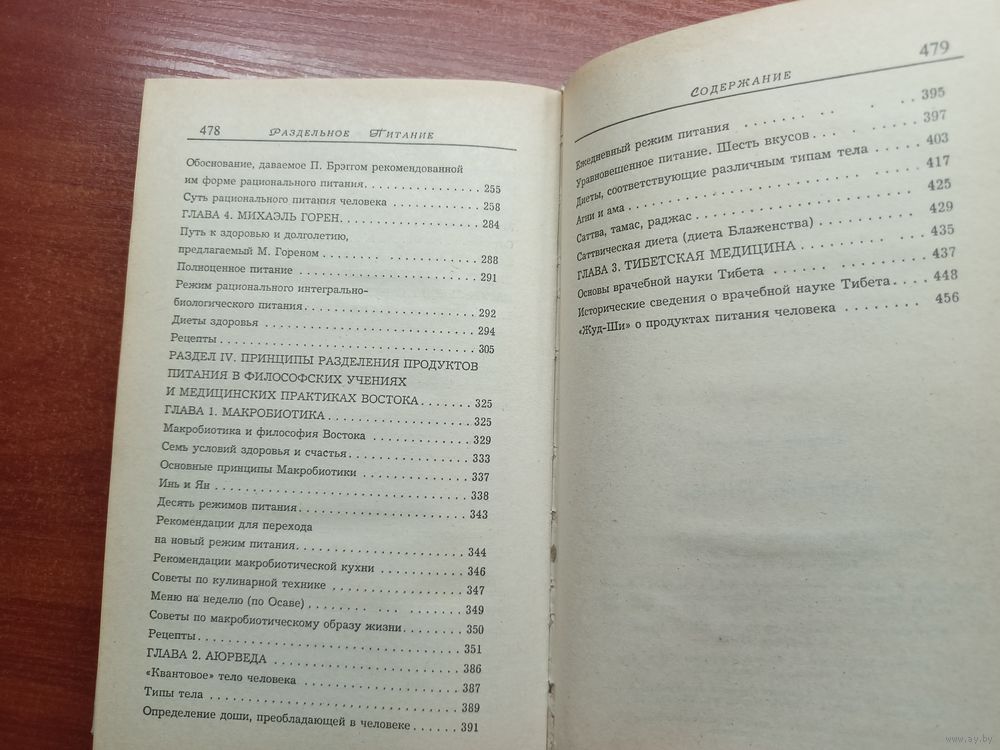 478 РАЗДЕЛЬНОЕ ПИТАНИЕ
Обоснование, даваемое П. Брэггом рекомендованной
им форме рационального питания. . . . . . . . . . . . . . . 255
Суть рационального питания человека . . . . . . . . . . . . 258
ГЛАВА 4. МИХАЭЛЬ ГОРЕН. . . . . . . . . . . . . . . . . . . 284
Путь к здоровью и долголетию,
предлагаемый М. Гореном . . . . . . . . . . . . . . . . . . . 288
Полноценное питание . . . . . . . . . . . . . . . . . . . . . . 291
Режим рационального интегрально-
биологического питания . . . . . . . . . . . . . . . . . . . . 292
Диеты здоровья . . . . . . . . . . . . . . . . . . . . . . . . . 294
Рецепты . . . . . . . . . . . . . . . . . . . . . . . . . . . . . 305
РАЗДЕЛ IV. ПРИНЦИПЫ РАЗДЕЛЕНИЯ ПРОДУКТОВ
ПИТАНИЯ В ФИЛОСОФСКИХ УЧЕНИЯХ
И МЕДИЦИНСКИХ ПРАКТИКАХ ВОСТОКА . . . . . . . 325
ГЛАВА 1. МАКРОБИОТИКА . . . . . . . . . . . . . . . . . . . 325
Макробиотика и философия Востока . . . . . . . . . . . . 329
Семь условий здоровья и счастья . . . . . . . . . . . . . . 333
Основные принципы Макробиотики . . . . . . . . . . . . . 337
Инь и Ян . . . . . . . . . . . . . . . . . . . . . . . . . . . . 338
Десять режимов питания . . . . . . . . . . . . . . . . . . . 343
Рекомендации для перехода
на новый режим питания. . . . . . . . . . . . . . . . . . . . 344
Рекомендации макробиотической кухни . . . . . . . . . . 346
Советы по кулинарной технике . . . . . . . . . . . . . . . 347
Меню на неделю (по Осаве) . . . . . . . . . . . . . . . . . 349
Советы по макробиотическому образу жизни. . . . . . . 350
Рецепты . . . . . . . . . . . . . . . . . . . . . . . . . . . . . 351
ГЛАВА 2. АЮРВЕДА . . . . . . . . . . . . . . . . . . . . . . 386
«Квантовое» тело человека . . . . . . . . . . . . . . . . . . 387
Типы тела . . . . . . . . . . . . . . . . . . . . . . . . . . . . 389
Определение доши, преобладающей в человеке . . . . . . 391
СОДЕРЖАНИЕ 479
Ежедневный режим питания . . . . . . . . . . . . 395
Уравновешенное питание. Шесть вкусов . . . . . . . 397
Диеты, соответствующие различным типам тела . . . . . 403
Агни и ама . . . . . . . . . . . . . . . . . . . . . . . . . . . 417
Саттва, тамас, раджас . . . . . . . . . . . . . . . . . . . . 425
Саттвическая диета (диета Блаженства) . . . . . . . . . . 429
ГЛАВА 3. ТИБЕТСКАЯ МЕДИЦИНА . . . . . . . . . . . . 435
Основы врачебной науки Тибета . . . . . . . . . . . . . . 437
Исторические сведения о врачебной науке Тибета . . . . 448
«Жуд-Ши» о продуктах питания человека . . . . . . . . . 456
www.ay.by